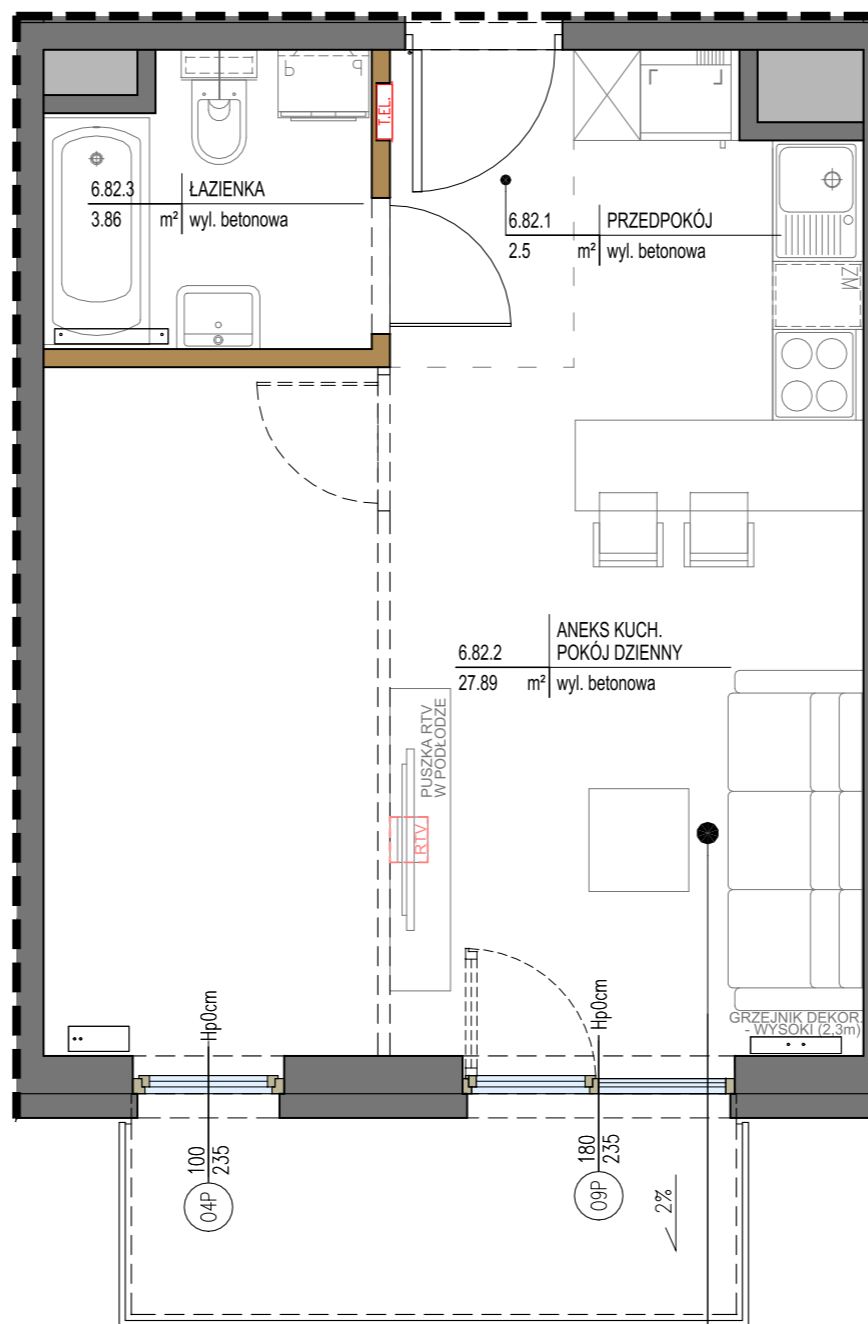 P P
T.EL.
6.82.3 ŁAZIENKA
3.86 m² wyl. betonowa
6.82.1 PRZEDPOKÓJ
2.5 m² wyl. betonowa
ZM
6.82.2 ANEKS KUCH.
POKÓJ DZIENNY
27.89 m² wyl. betonowa
PUSZKA RTV
W PODŁODZE
RTV
GRZEJNIK DEKOR.
- WYSOKI (2,3m)
Hp0cm
Hp0cm
100
235
04P
180
235
09P
2%